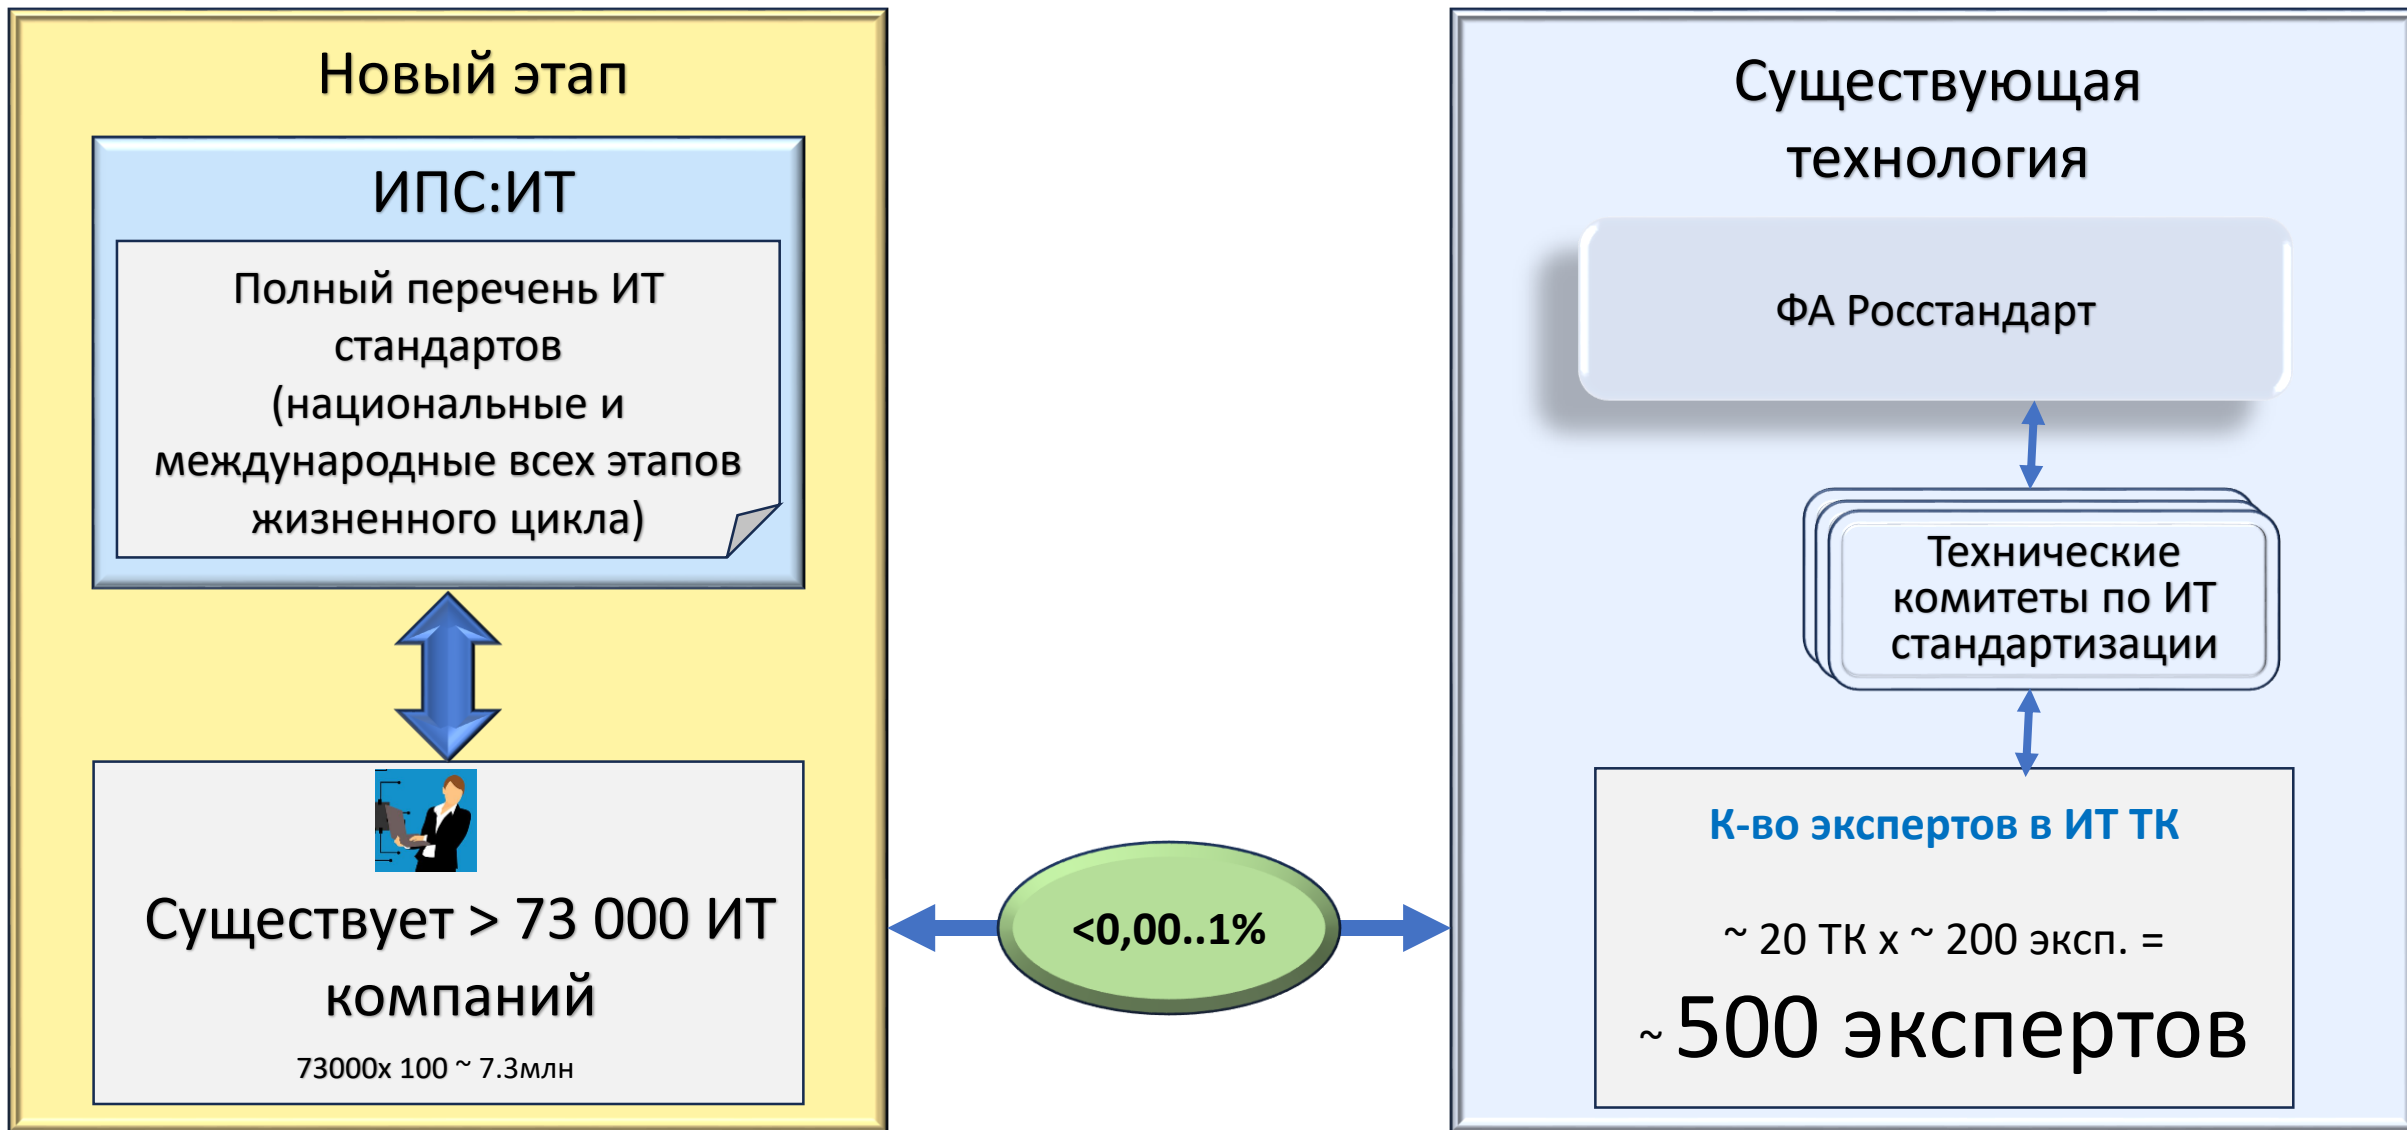 Новый этап
ИПС:ИТ
Полный перечень ИТ
стандартов
(национальные и
международные всех этапов
жизненного цикла)
Существует > 73 000 ИТ
компаний
73000х 100 ~ 7.3млн
<0,00..1%
Существующая
технология
ФА Росстандарт
Технические
комитеты по ИТ
стандартизации
К-во экспертов в ИТ ТК
~ 20 ТК х ~ 200 эксп. =
~ 500 экспертов